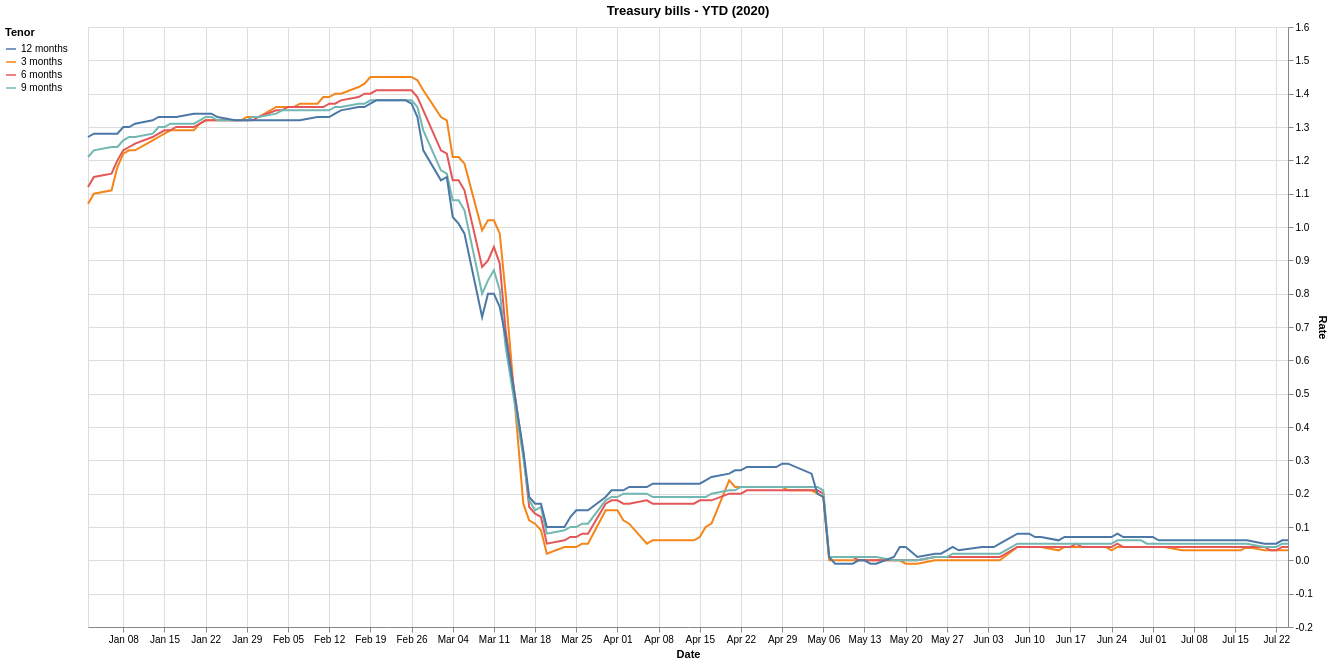 Treasury bills - YTD (2020)
Tenor
12 months
3 months
6 months
9 months
1.6
1.5
1.4
1.3
1.2
1.1
1.0
0.9
0.8
0.7
0.6
0.5
0.4
0.3
0.2
0.1
0.0
-0.1
-0.2
Rate
Jan 08 Jan 15 Jan 22 Jan 29 Feb 05 Feb 12 Feb 19 Feb 26 Mar 04 Mar 11 Mar 18 Mar 25 Apr 01 Apr 08 Apr 15 Apr 22 Apr 29 May 06 May 13 May 20 May 27 Jun 03 Jun 10 Jun 17 Jun 24 Jul 01 Jul 08 Jul 15 Jul 22
Date